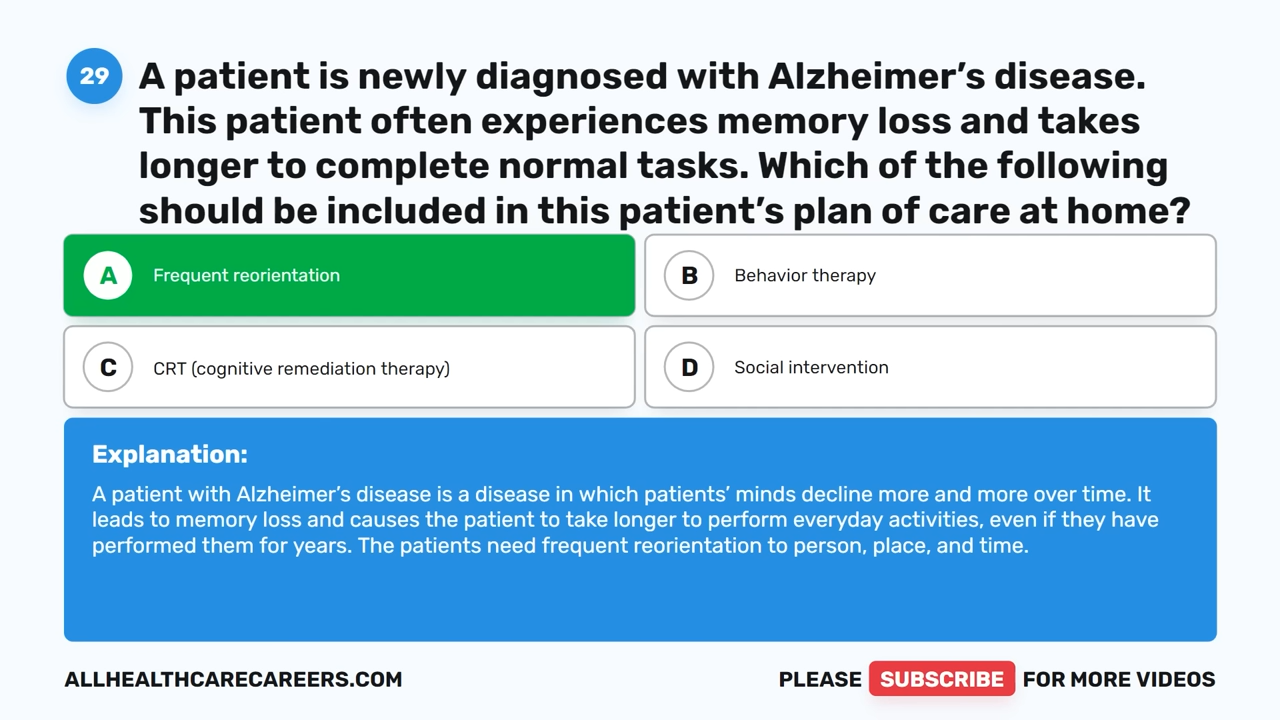 29
A patient is newly diagnosed with Alzheimer’s disease.
This patient often experiences memory loss and takes
longer to complete normal tasks. Which of the following
should be included in this patient’s plan of care at home?
A Frequent reorientation
B Behavior therapy
C CRT (cognitive remediation therapy)
D Social intervention
Explanation:
A patient with Alzheimer’s disease is a disease in which patients’ minds decline more and more over time. It
leads to memory loss and causes the patient to take longer to perform everyday activities, even if they have
performed them for years. The patients need frequent reorientation to person, place, and time.
ALLHEALTHCARECAREERS.COM
PLEASE SUBSCRIBE FOR MORE VIDEOS